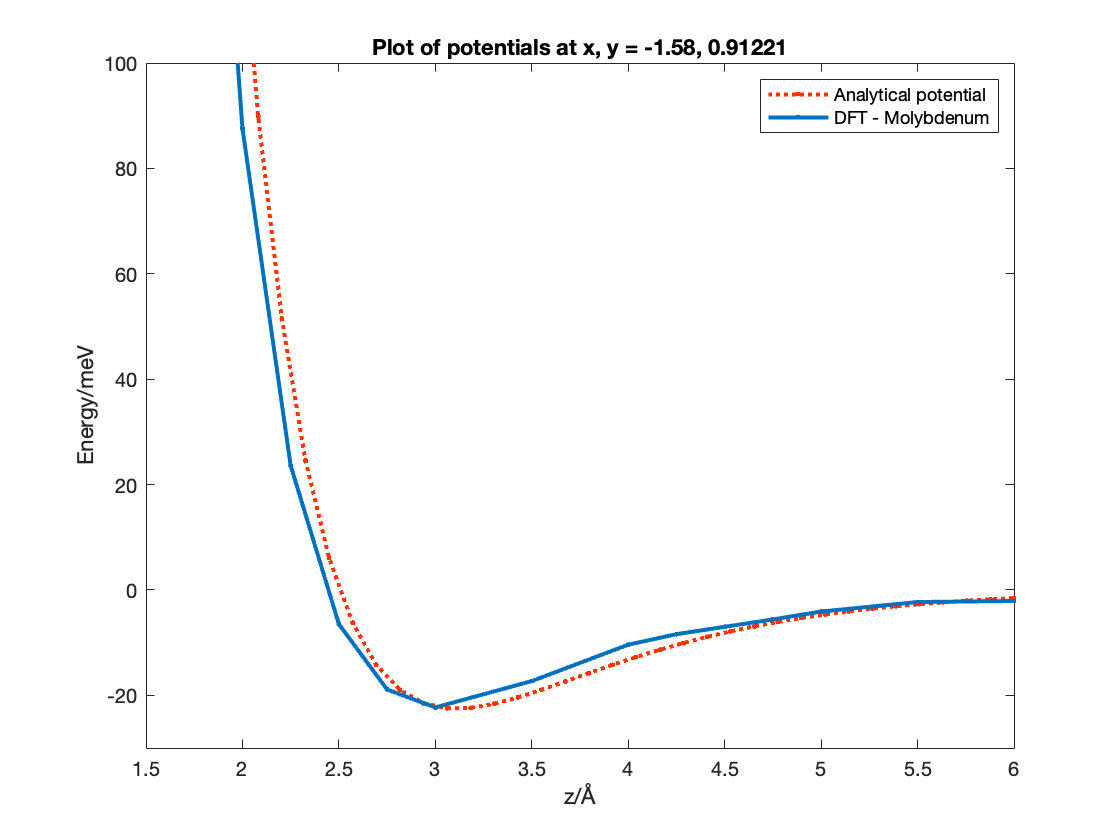 Plot of potentials at x, y = -1.58, 0.91221
Analytical potential
DFT - Molybdenum
Energy/meV
100
80
60
40
20
0
-20
1.5 2 2.5 3 3.5 4 4.5 5 5.5 6
z/Å